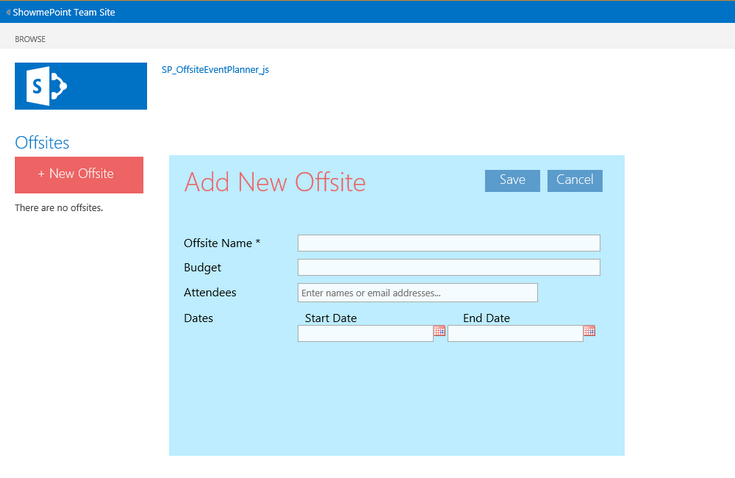 ShowmePoint Team Site
BROWSE
S
SP_OffsiteEventPlanner_js
Offsites
+ New Offsite
There are no offsites.
Add New Offsite
Save Cancel
Offsite Name *
Budget
Attendees Enter names or email addresses...
Dates Start Date End Date